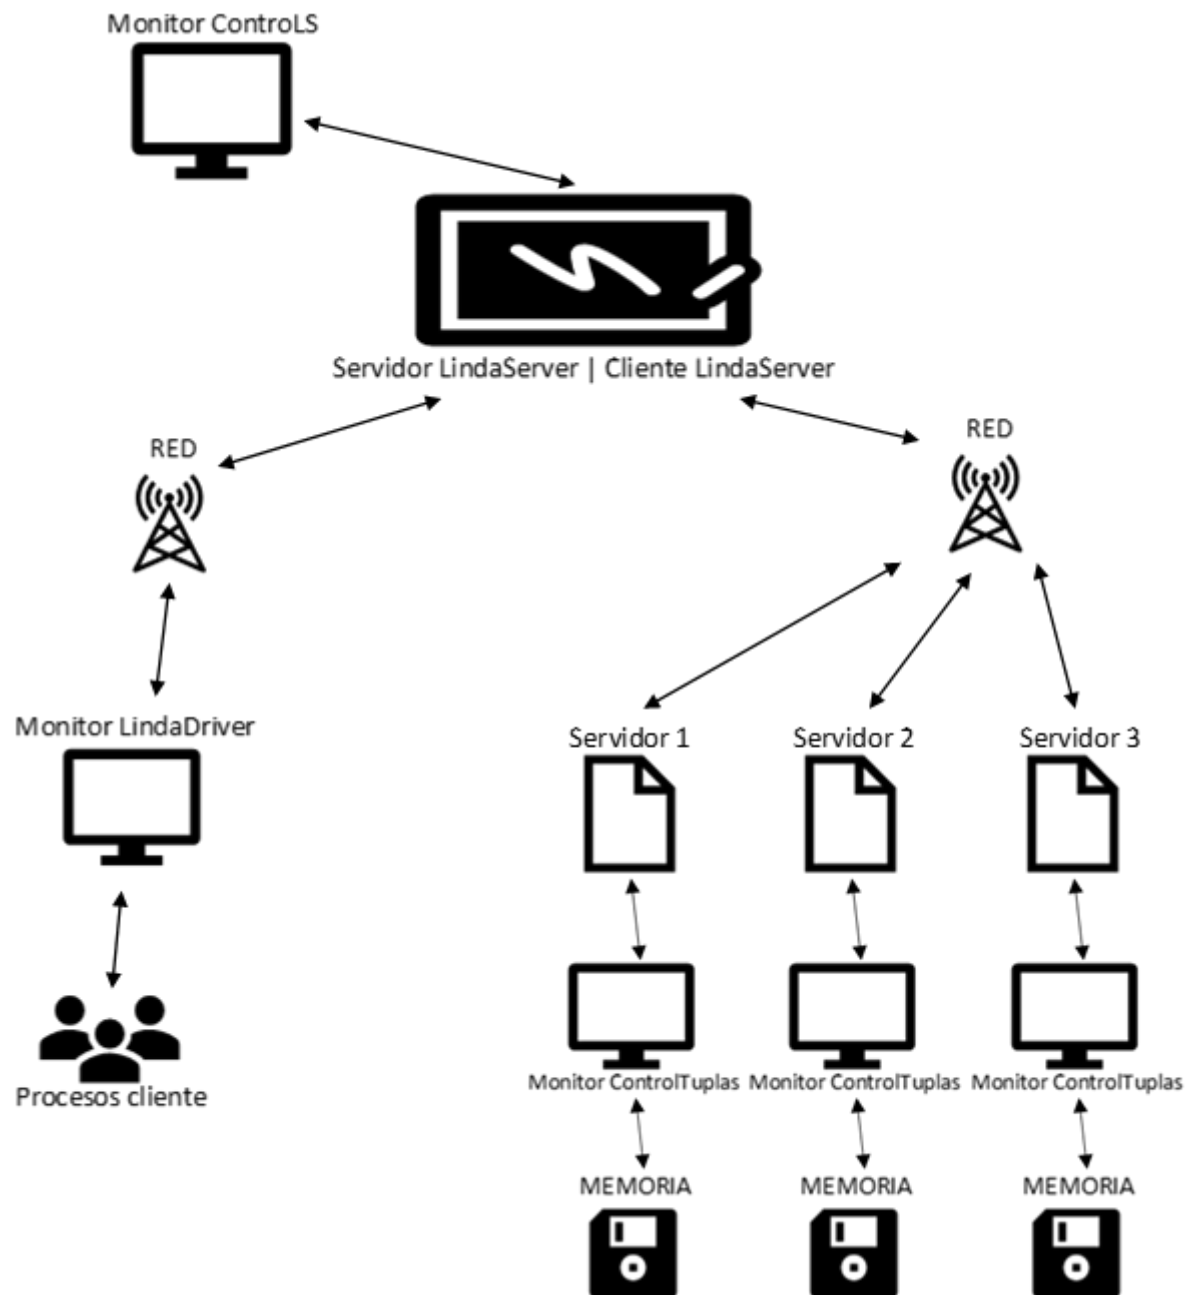 Monitor ControLS
Servidor LindaServer | Cliente LindaServer
RED
RED
Monitor LindaDriver
Servidor 1
Servidor 2
Servidor 3
Procesos cliente
Monitor ControlTuplas
Monitor ControlTuplas
Monitor ControlTuplas
MEMORIA
MEMORIA
MEMORIA